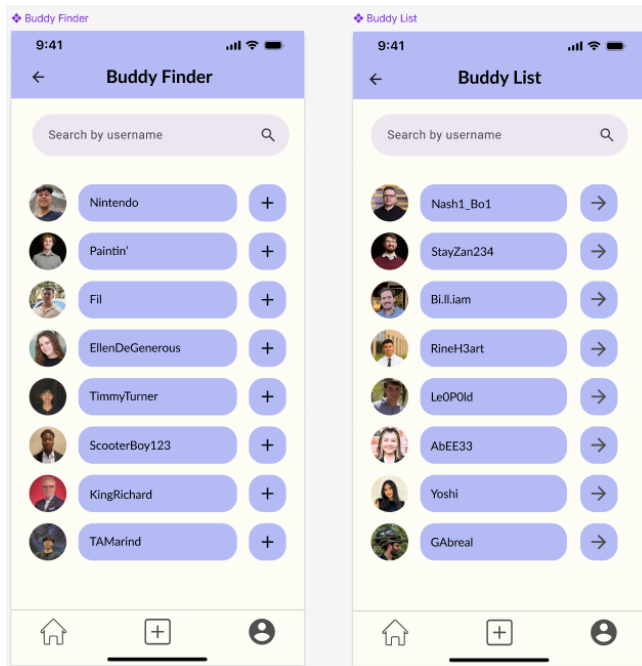 Buddy Finder
9:41
Buddy Finder
Search by username
Nintendo
Paintin'
Fil
EllenDeGenerous
TimmyTurner
ScooterBoy123
KingRichard
TAMarind
Buddy List
9:41
Buddy List
Search by username
Nash1_Bo1
StayZan234
Bi.ll.iam
RineH3art
Le0P0ld
AbEE33
Yoshi
GAbreal